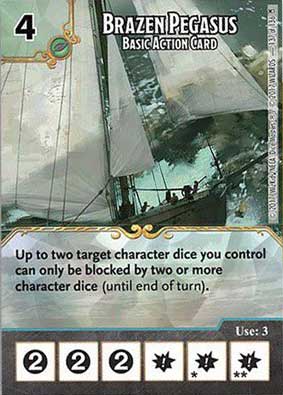 4
BRAZEN PEGASUS
BASIC ACTION CARD
Up to two target character dice you control
can only be blocked by two or more
character dice (until end of turn).
Use: 3
2 2 2 ! ! !
* **